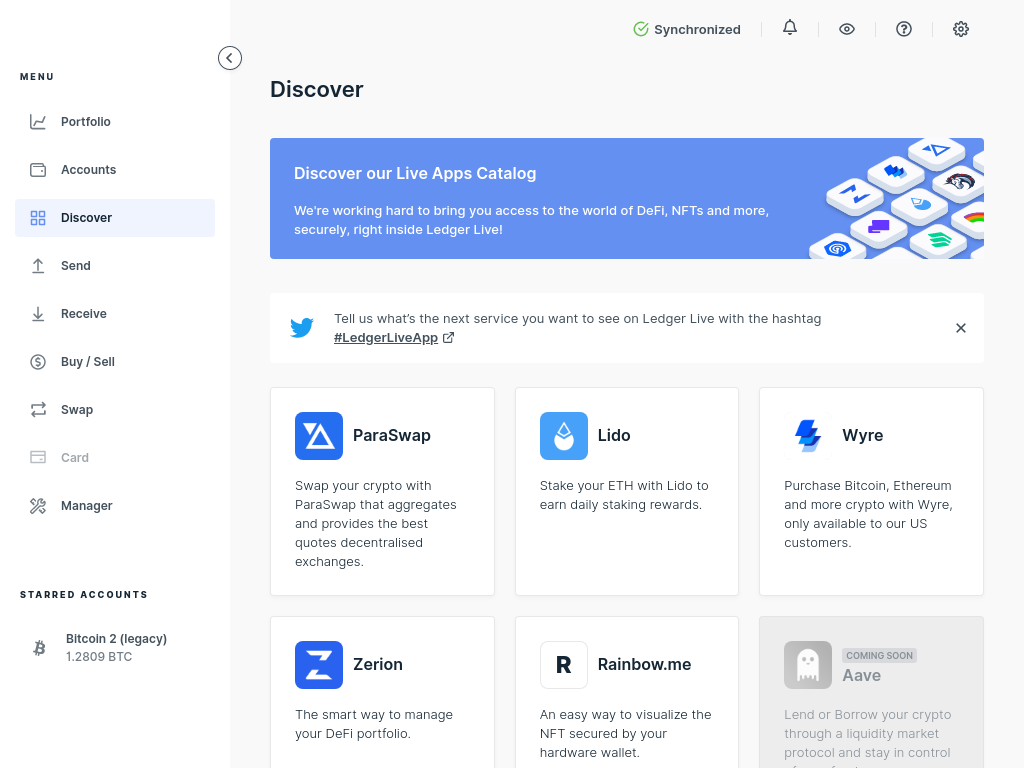 Synchronized
MENU
Discover
Portfolio
Accounts
Discover
Send
Receive
Buy / Sell
Swap
Card
Manager
STARRED ACCOUNTS
Bitcoin 2 (legacy)
1.2809 BTC
Discover our Live Apps Catalog
We're working hard to bring you access to the world of DeFi, NFTs and more,
securely, right inside Ledger Live!
Tell us what’s the next service you want to see on Ledger Live with the hashtag
#LedgerLiveApp
ParaSwap
Swap your crypto with
ParaSwap that aggregates
and provides the best
quotes decentralised
exchanges.
Lido
Stake your ETH with Lido to
earn daily staking rewards.
Wyre
Purchase Bitcoin, Ethereum
and more crypto with Wyre,
only available to our US
customers.
Zerion
The smart way to manage
your DeFi portfolio.
R
Rainbow.me
An easy way to visualize the
NFT secured by your
hardware wallet.
COMING SOON
Aave
Lend or Borrow your crypto
through a liquidity market
protocol and stay in control